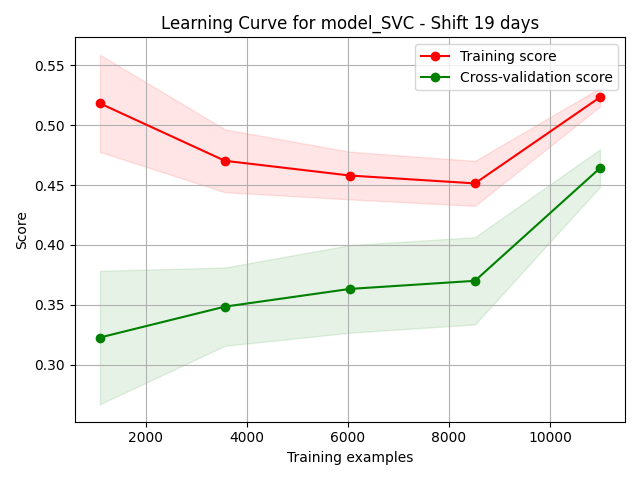 Learning Curve for model_SVC - Shift 19 days
Training score
Cross-validation score
0.55
0.50
0.45
0.40
0.35
0.30
Score
2000 4000 6000 8000 10000
Training examples